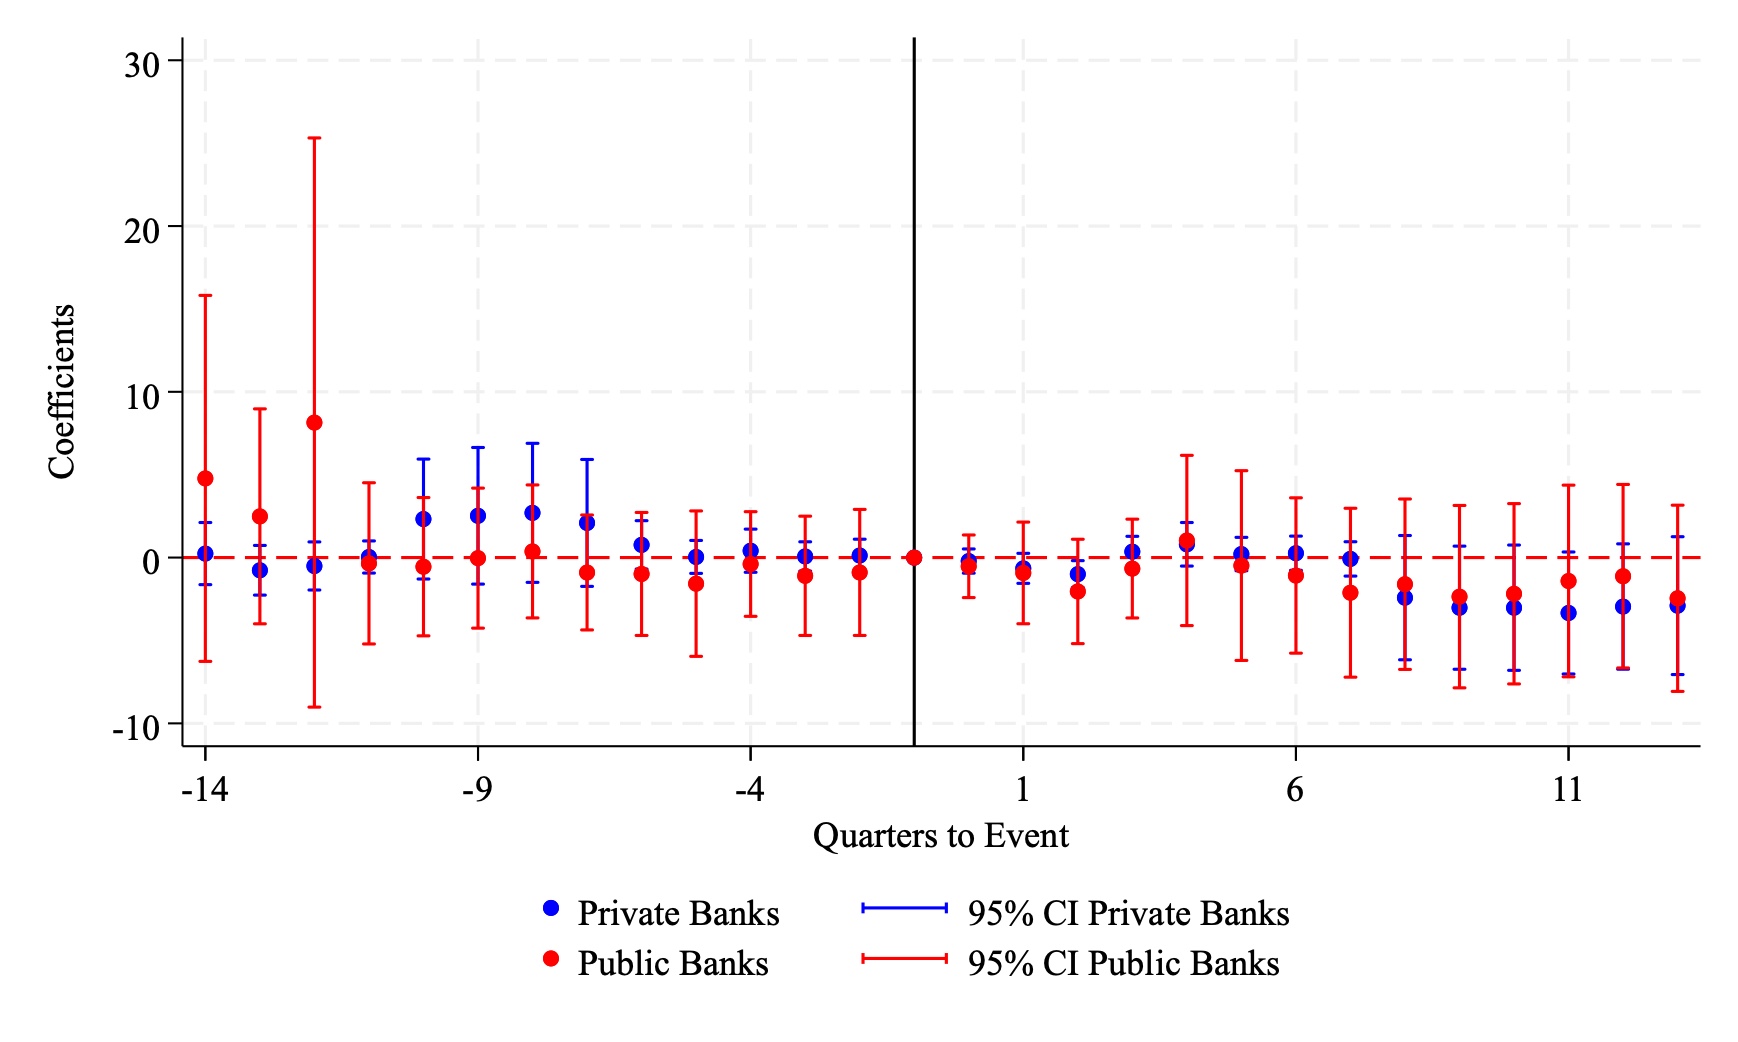 30
20
10
0
-10
Coefficients
-14 -9 -4 1 6 11
Quarters to Event
Private Banks 95% CI Private Banks
Public Banks 95% CI Public Banks